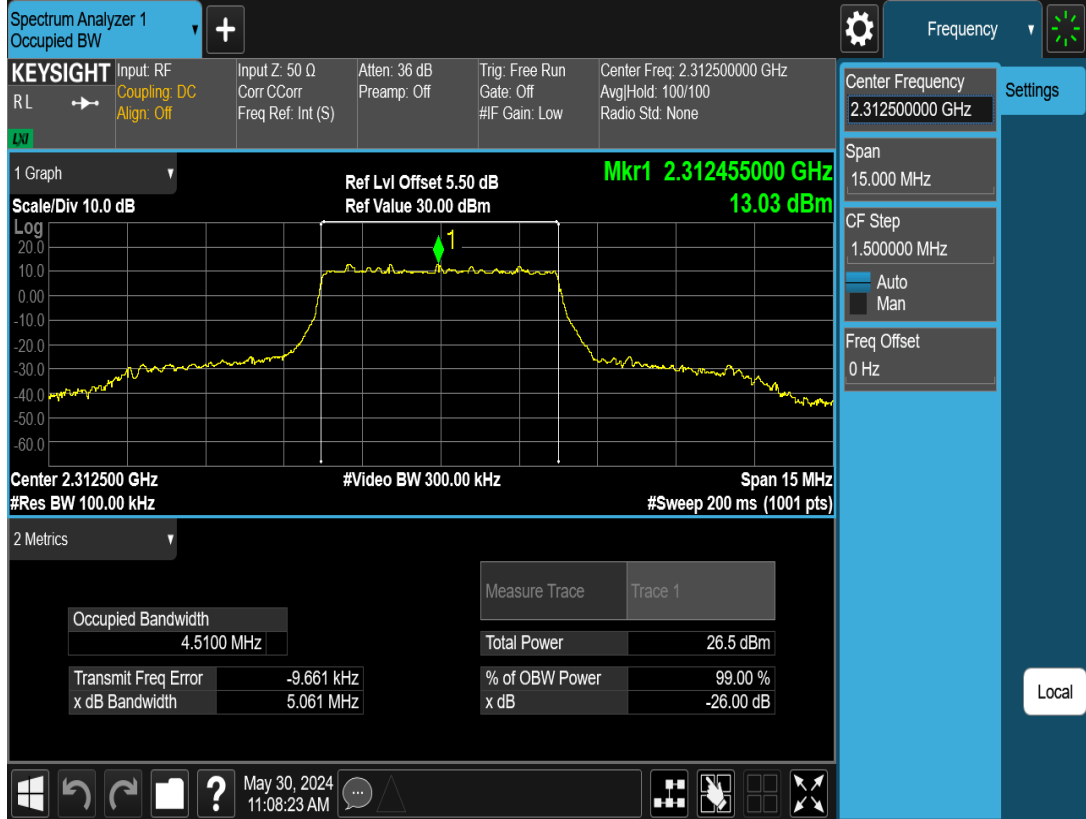 Spectrum Analyzer 1
Occupied BW
+
Frequency
KEYSIGHT
RL
LXI
Input: RF
Coupling: DC
Align: Off
Input Z: 50 Ω
Corr CCorr
Freq Ref: Int (S)
Atten: 36 dB
Preamp: Off
Trig: Free Run
Gate: Off
#IF Gain: Low
Center Freq: 2.312500000 GHz
Avg|Hold: 100/100
Radio Std: None
Center Frequency
2.312500000 GHz
Settings
Span
15.000 MHz
CF Step
1.500000 MHz
Auto
Man
Freq Offset
0 Hz
Local
1 Graph
Scale/Div 10.0 dB
Ref Lvl Offset 5.50 dB
Ref Value 30.00 dBm
Mkr1 2.312455000 GHz
13.03 dBm
Log
20.0
10.0
0.00
-10.0
-20.0
-30.0
-40.0
-50.0
-60.0
1
Center 2.312500 GHz
#Res BW 100.00 kHz
#Video BW 300.00 kHz
Span 15 MHz
#Sweep 200 ms (1001 pts)
2 Metrics
Measure Trace Trace 1
Occupied Bandwidth
4.5100 MHz
Total Power 26.5 dBm
Transmit Freq Error -9.661 kHz
% of OBW Power 99.00 %
x dB Bandwidth 5.061 MHz
x dB -26.00 dB
?
May 30, 2024
11:08:23 AM